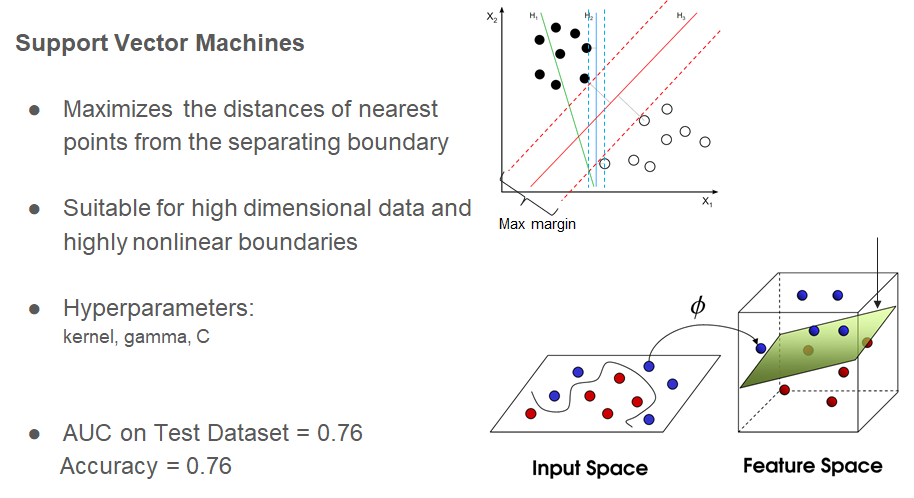 Support Vector Machines
● Maximizes the distances of nearest
points from the separating boundary
● Suitable for high dimensional data and
highly nonlinear boundaries
● Hyperparameters:
kernel, gamma, C
● AUC on Test Dataset = 0.76
Accuracy = 0.76
X₂
H₁
H₂
H₃
X₁
Max margin
ϕ
Input Space
Feature Space